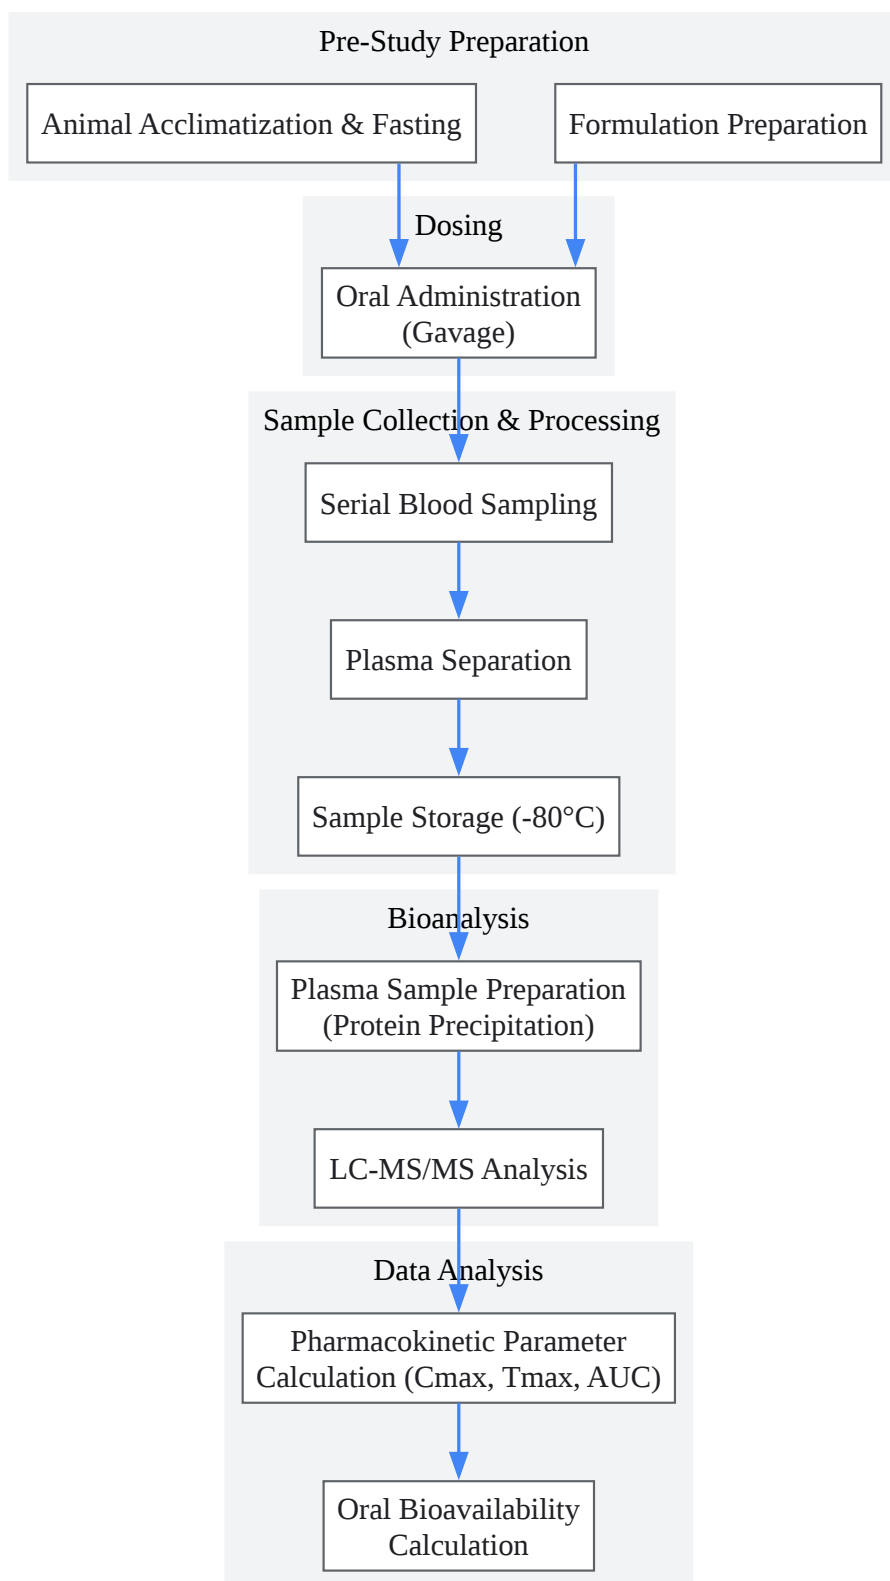 Pre-Study Preparation
Animal Acclimatization & Fasting
Formulation Preparation
Dosing
Oral Administration
(Gavage)
Sample Collection & Processing
Serial Blood Sampling
Plasma Separation
Sample Storage (-80°C)
Bioanalysis
Plasma Sample Preparation
(Protein Precipitation)
LC-MS/MS Analysis
Data Analysis
Pharmacokinetic Parameter
Calculation (Cmax, Tmax, AUC)
Oral Bioavailability
Calculation